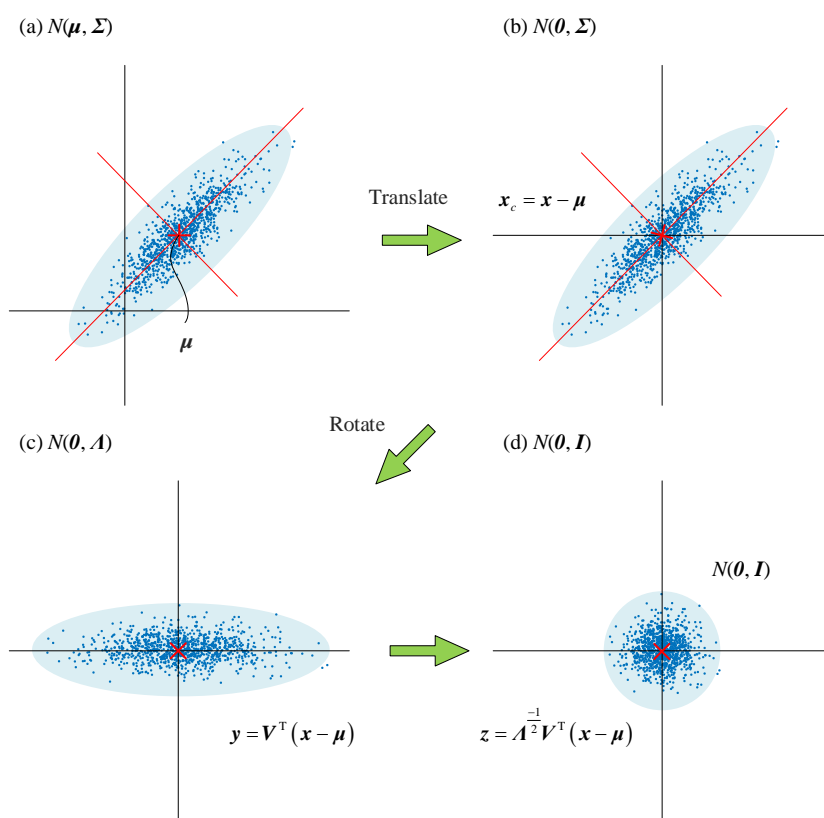 (a) N(μ, Σ)
(b) N(0, Σ)
Translate
x_c = x − μ
μ
Rotate
(c) N(0, Λ)
(d) N(0, I)
N(0, I)
y = V^T (x − μ)
z = Λ^(-1/2) V^T (x − μ)